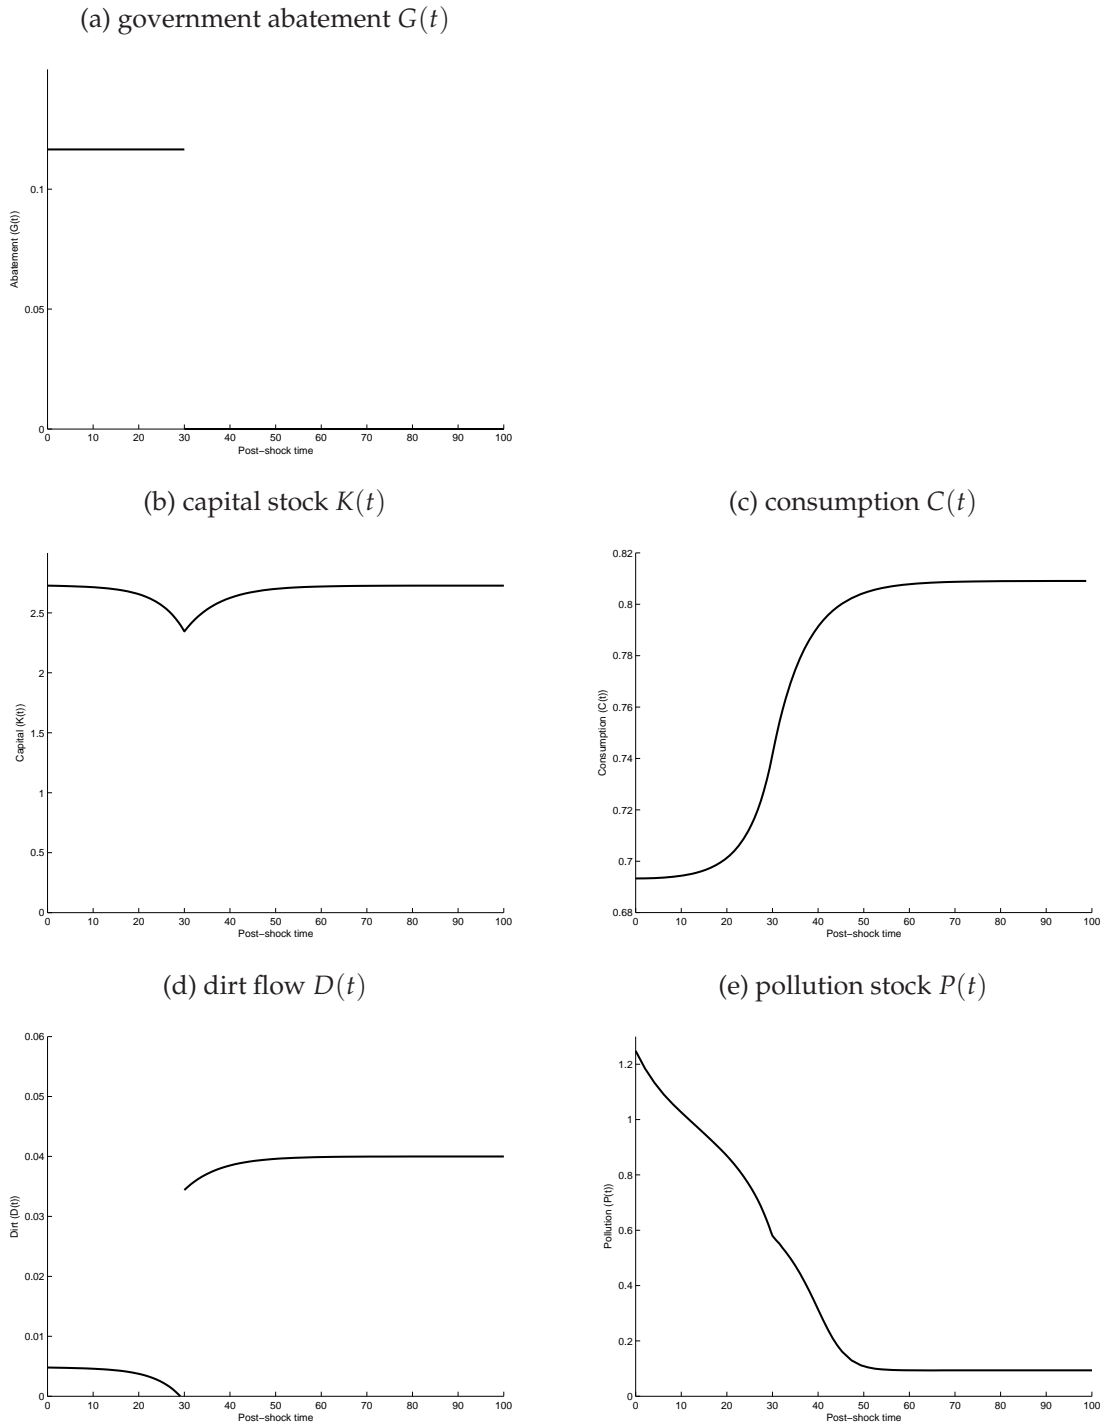 (a) government abatement G(t)
Abatement (G(t))
0.1
0.05
0
0 10 20 30 40 50 60 70 80 90 100
Post-shock time
(b) capital stock K(t)
Capital (K(t))
2.5
2
1.5
1
0.5
0
0 10 20 30 40 50 60 70 80 90 100
Post-shock time
(c) consumption C(t)
Consumption (C(t))
0.82
0.8
0.78
0.76
0.74
0.72
0.7
0.68
0 10 20 30 40 50 60 70 80 90 100
Post-shock time
(d) dirt flow D(t)
Dirt (D(t))
0.06
0.05
0.04
0.03
0.02
0.01
0
0 10 20 30 40 50 60 70 80 90 100
Post-shock time
(e) pollution stock P(t)
Pollution (P(t))
1.2
1
0.8
0.6
0.4
0.2
0
0 10 20 30 40 50 60 70 80 90 100
Post-shock time